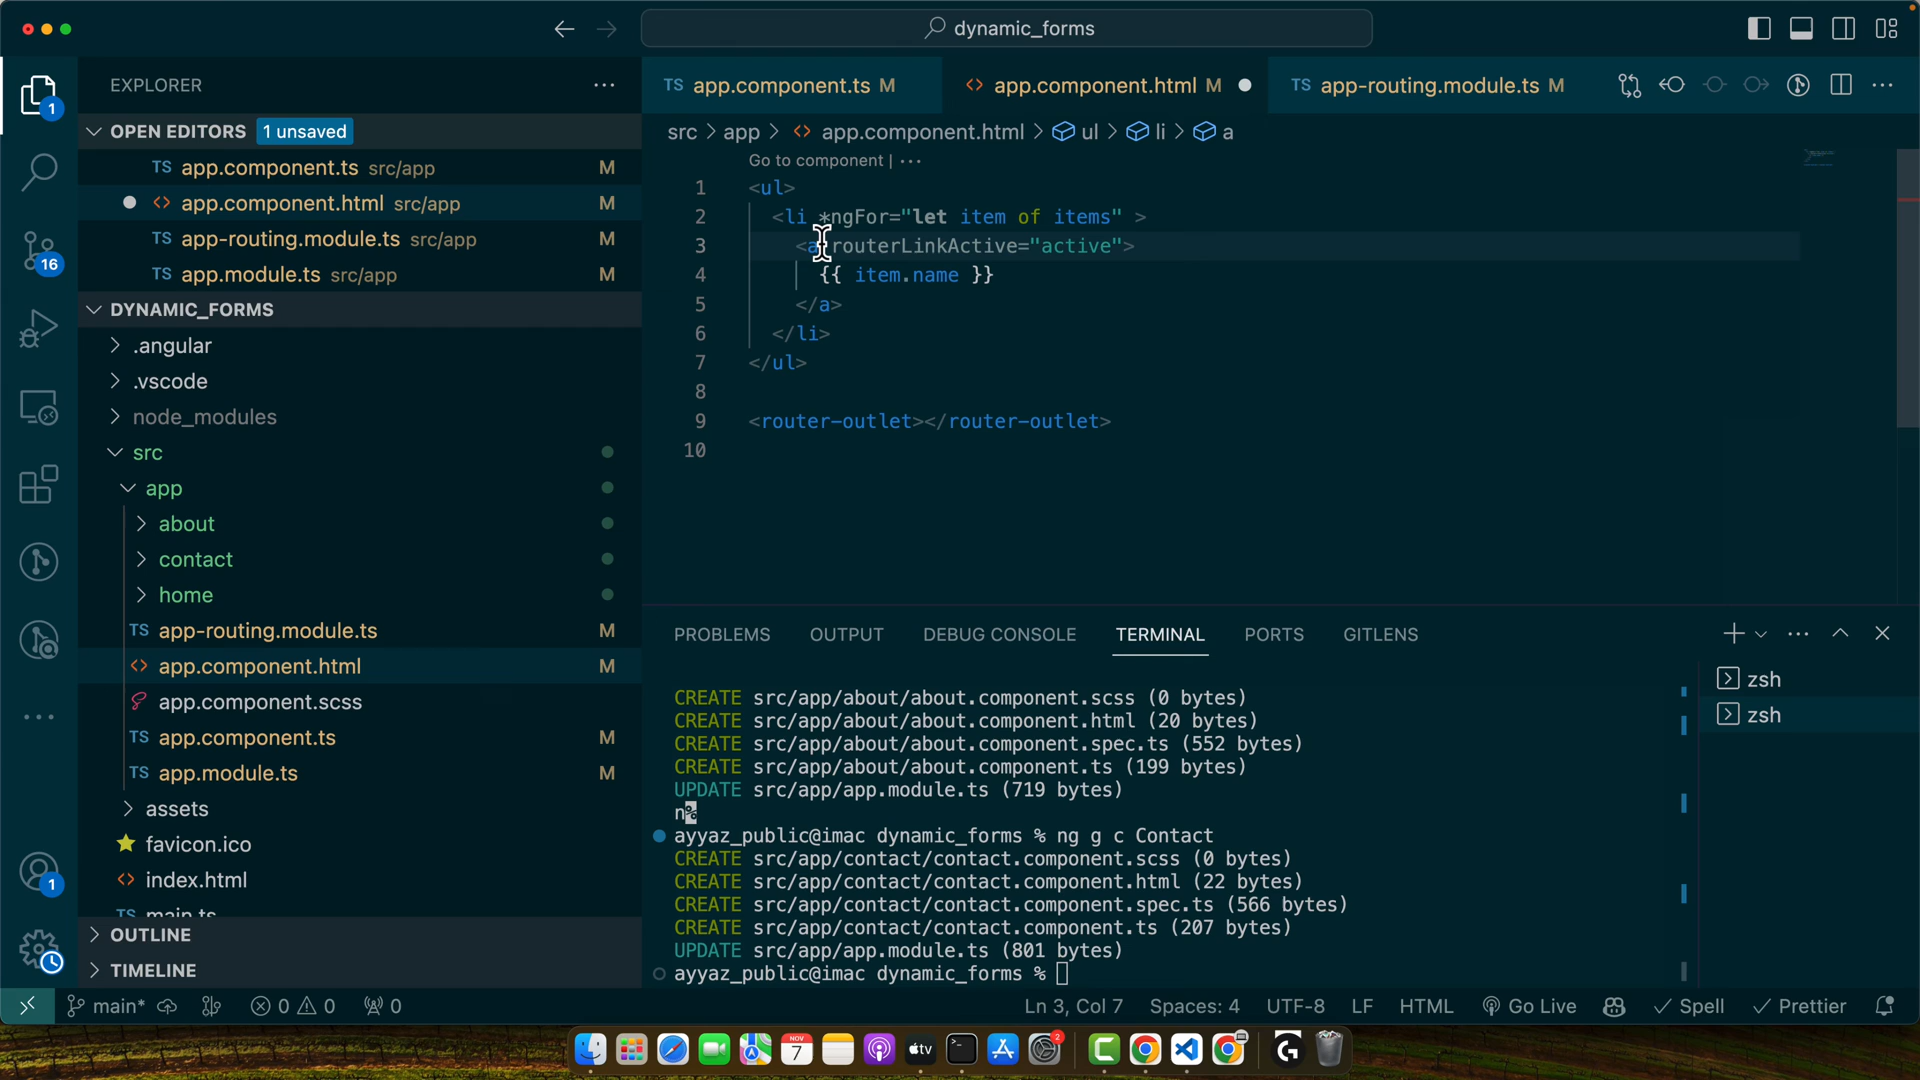 dynamic_forms
EXPLORER
OPEN EDITORS 1 unsaved
TS app.component.ts src/app M
<> app.component.html src/app M
TS app-routing.module.ts src/app M
TS app.module.ts src/app M
DYNAMIC_FORMS
.angular
.vscode
node_modules
src
app
about
contact
home
TS app-routing.module.ts M
<> app.component.html M
app.component.scss
TS app.component.ts M
TS app.module.ts M
assets
favicon.ico
<> index.html
TS main.ts
OUTLINE
TIMELINE
1
16
1
TS app.component.ts M
<> app.component.html M
TS app-routing.module.ts M
src > app > <> app.component.html > ul > li > a
Go to component | ...
1 <ul>
2 <li *ngFor="let item of items" >
3 <a routerLinkActive="active">
4 {{ item.name }}
5 </a>
6 </li>
7 </ul>
8
9 <router-outlet></router-outlet>
10
PROBLEMS OUTPUT DEBUG CONSOLE TERMINAL PORTS GITLENS
zsh
zsh
CREATE src/app/about/about.component.scss (0 bytes)
CREATE src/app/about/about.component.html (20 bytes)
CREATE src/app/about/about.component.spec.ts (552 bytes)
CREATE src/app/about/about.component.ts (199 bytes)
UPDATE src/app/app.module.ts (719 bytes)
n%
ayyaz_public@imac dynamic_forms % ng g c Contact
CREATE src/app/contact/contact.component.scss (0 bytes)
CREATE src/app/contact/contact.component.html (22 bytes)
CREATE src/app/contact/contact.component.spec.ts (566 bytes)
CREATE src/app/contact/contact.component.ts (207 bytes)
UPDATE src/app/app.module.ts (801 bytes)
ayyaz_public@imac dynamic_forms %
main* 0 0 0 Ln 3, Col 7 Spaces: 4 UTF-8 LF HTML Go Live Spell Prettier
NOV
7
tv
2